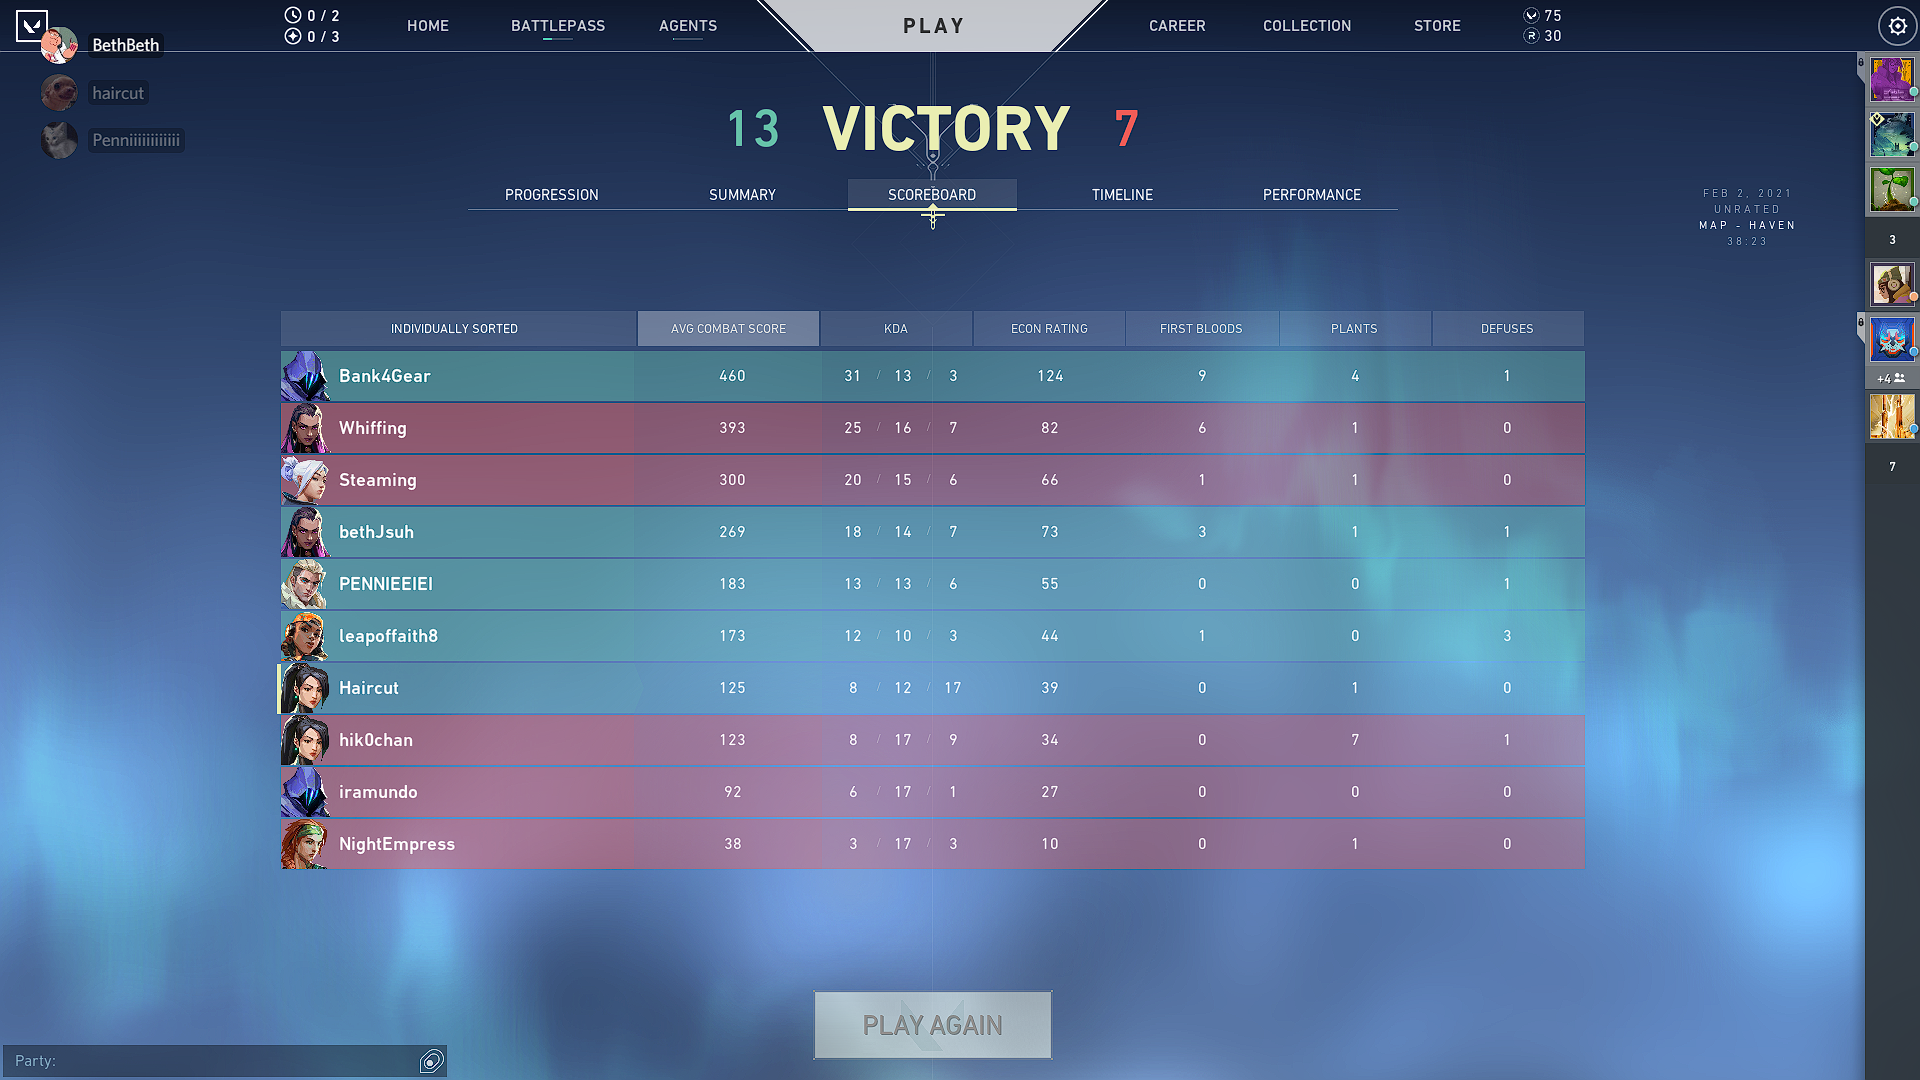 BethBeth
haircut
Penniiiiiiiiiiii
0 / 2
0 / 3
HOME
BATTLEPASS
AGENTS
PLAY
CAREER
COLLECTION
STORE
75
R 30
13 VICTORY 7
PROGRESSION SUMMARY SCOREBOARD TIMELINE PERFORMANCE
FEB 2, 2021
UNRATED
MAP - HAVEN
38:23
INDIVIDUALLY SORTED AVG COMBAT SCORE KDA ECON RATING FIRST BLOODS PLANTS DEFUSES
Bank4Gear 460 31 / 13 / 3 124 9 4 1
Whiffing 393 25 / 16 / 7 82 6 1 0
Steaming 300 20 / 15 / 6 66 1 1 0
bethJsuh 269 18 / 14 / 7 73 3 1 1
PENNIEEIEI 183 13 / 13 / 6 55 0 0 1
leapoffaith8 173 12 / 10 / 3 44 1 0 3
Haircut 125 8 / 12 / 17 39 0 1 0
hik0chan 123 8 / 17 / 9 34 0 7 1
iramundo 92 6 / 17 / 1 27 0 0 0
NightEmpress 38 3 / 17 / 3 10 0 1 0
3
+4
7
PLAY AGAIN
Party: